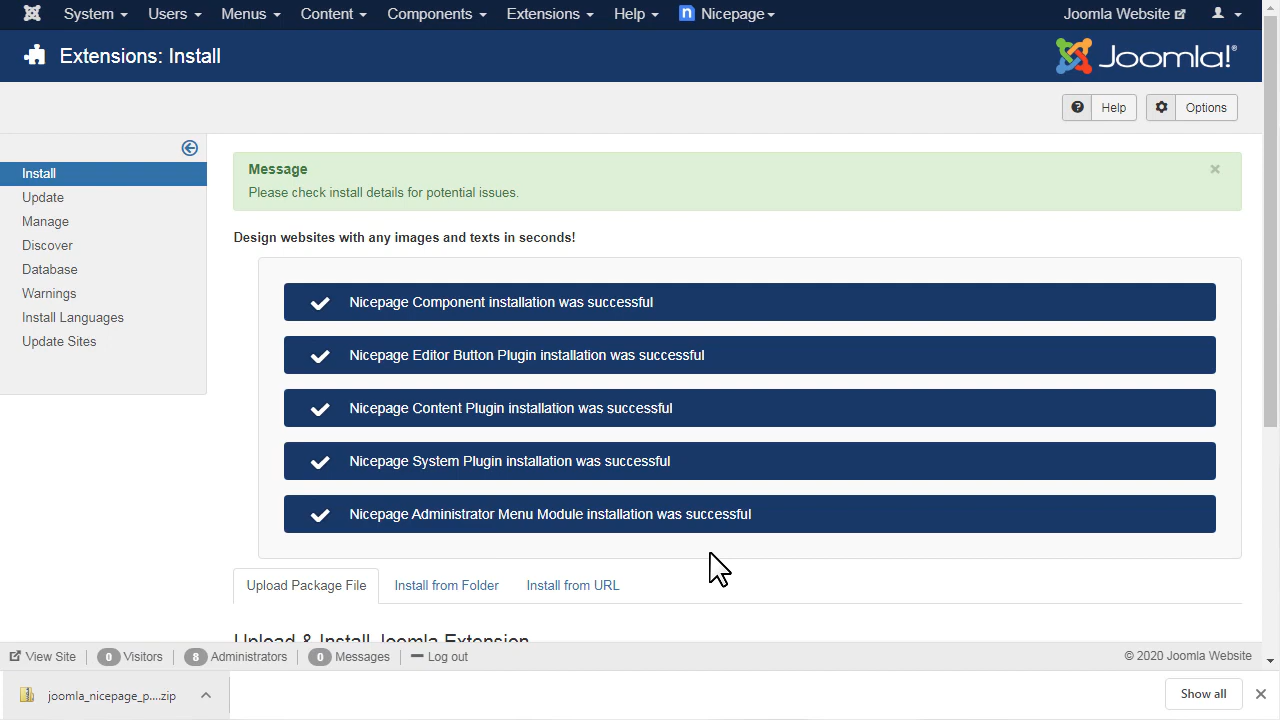 System Users Menus Content Components Extensions Help n Nicepage Joomla Website
Extensions: Install Joomla!®
Help Options
Install
Update
Manage
Discover
Database
Warnings
Install Languages
Update Sites
Message ×
Please check install details for potential issues.
Design websites with any images and texts in seconds!
Nicepage Component installation was successful
Nicepage Editor Button Plugin installation was successful
Nicepage Content Plugin installation was successful
Nicepage System Plugin installation was successful
Nicepage Administrator Menu Module installation was successful
Upload Package File Install from Folder Install from URL
Upload & Install Joomla Extension
View Site 0 Visitors 8 Administrators 0 Messages Log out © 2020 Joomla Website
joomla_nicepage_p....zip Show all